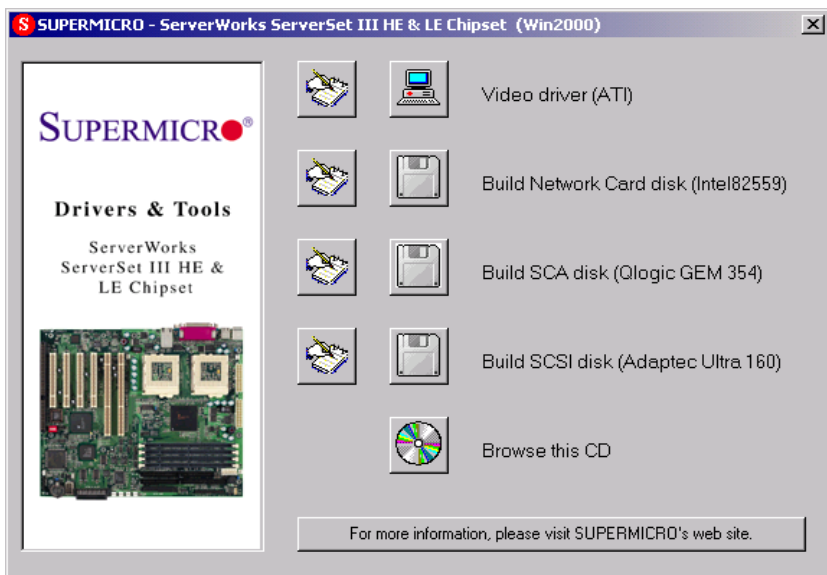 SUPERMICRO - ServerWorks ServerSet III HE & LE Chipset (Win2000)
SUPERMICRO®
Drivers & Tools
ServerWorks
ServerSet III HE &
LE Chipset
Video driver (ATI)
Build Network Card disk (Intel82559)
Build SCA disk (Qlogic GEM 354)
Build SCSI disk (Adaptec Ultra 160)
Browse this CD
For more information, please visit SUPERMICRO's web site.